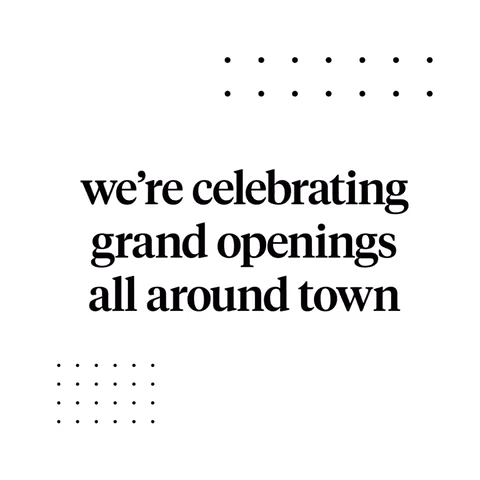 we’re celebrating
grand openings
all around town